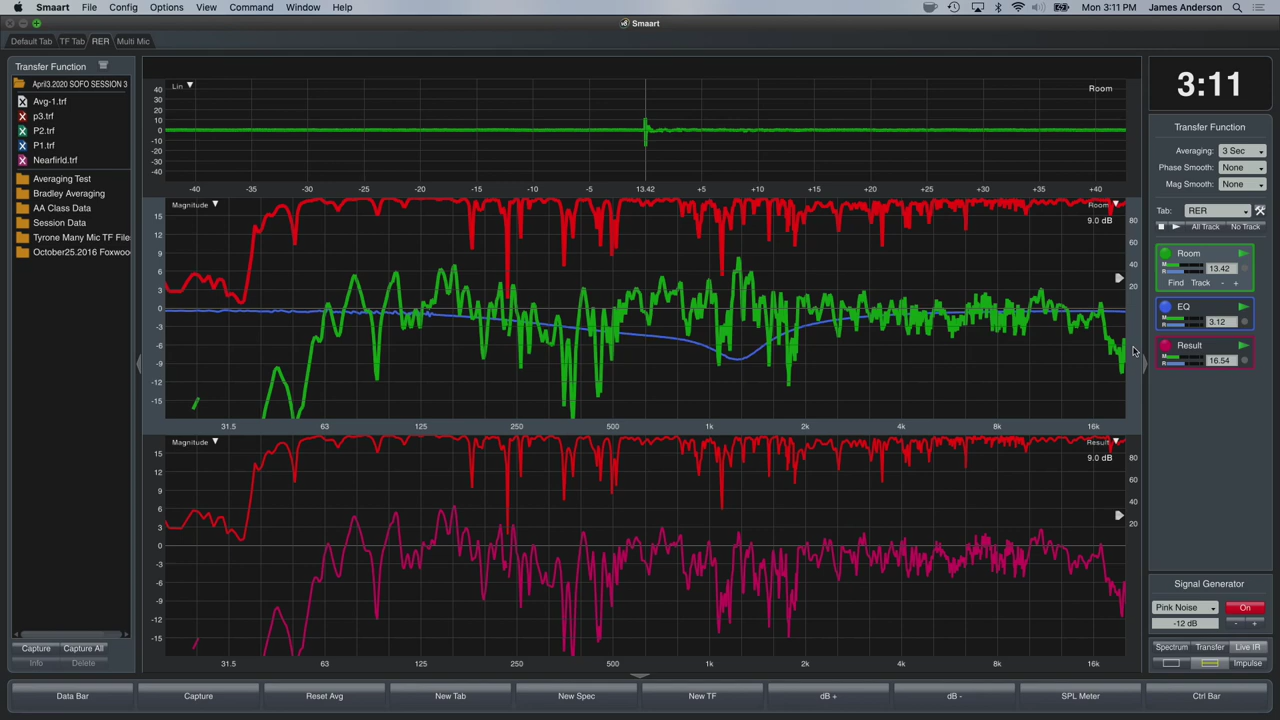 Smaart File Edit Config Options View Command Window Help Mon 3:11 PM James Anderson
Smaart
Default Tab TF Tab RER Multi Mic
Transfer Function
April3.2020 SOFO SESSION 3
Avg-1.trf
p3.trf
P2.trf
P1.trf
Nearfirld.trf
Averaging Test
Bradley Averaging
AA Class Data
Session Data
Tyrone Many Mic TF Files
October25.2016 Foxwoo
Capture Capture All
Info Delete
Lin Room
40
30
20
10
0
-10
-20
-30
-40
-40 -35 -30 -25 -20 -15 -10 -5 13.42 +5 +10 +15 +20 +25 +30 +35 +40
Magnitude Room
9.0 dB
15
12
9
6
3
0
-3
-6
-9
-12
-15
80
60
40
20
31.5 63 125 250 500 1k 2k 4k 8k 16k
Magnitude Result
9.0 dB
15
12
9
6
3
0
-3
-6
-9
-12
-15
80
60
40
20
31.5 63 125 250 500 1k 2k 4k 8k 16k
3:11
Transfer Function
Averaging: 3 Sec
Phase Smooth: None
Mag Smooth: None
Tab: RER
All Track No Track
Room
M
R 13.42
Find Track - +
EQ
M
R 3.12
Result
M
R 16.54
Signal Generator
Pink Noise On
-12 dB - +
Spectrum Transfer Live IR
Impulse
Data Bar Capture Reset Avg New Tab New Spec New TF dB + dB - SPL Meter Ctrl Bar